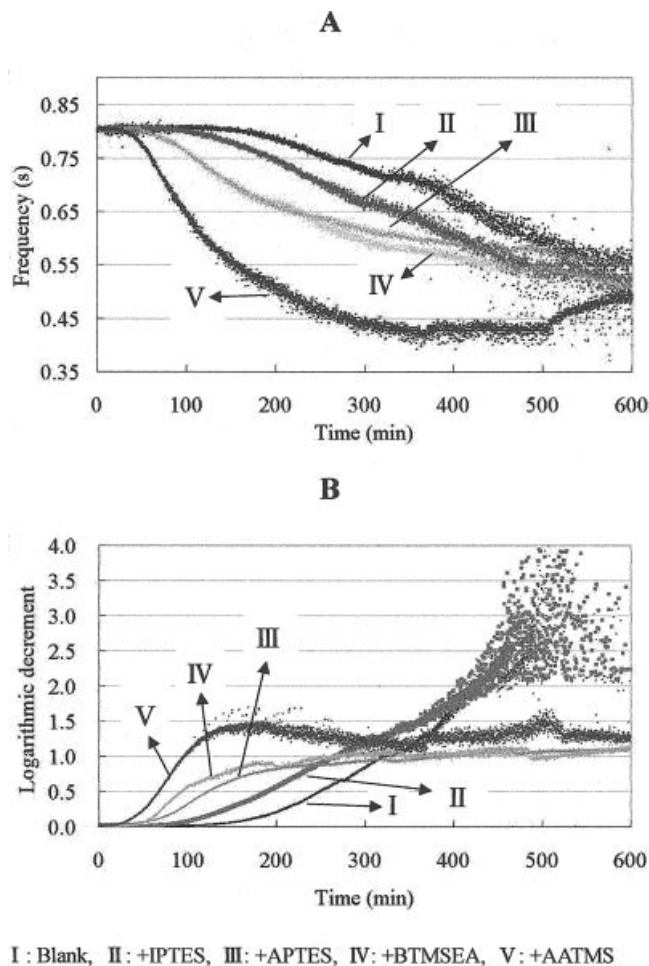 A
0.85
0.75
0.65
0.55
0.45
0.35
Frequency (s)
I
II
III
IV
V
0 100 200 300 400 500 600
Time (min)
B
4.0
3.5
3.0
2.5
2.0
1.5
1.0
0.5
0.0
Logarithmic decrement
III
IV
V
II
I
0 100 200 300 400 500 600
Time (min)
I : Blank, II : +IPTES, III : +APTES, IV : +BTMSEA, V : +AATMS